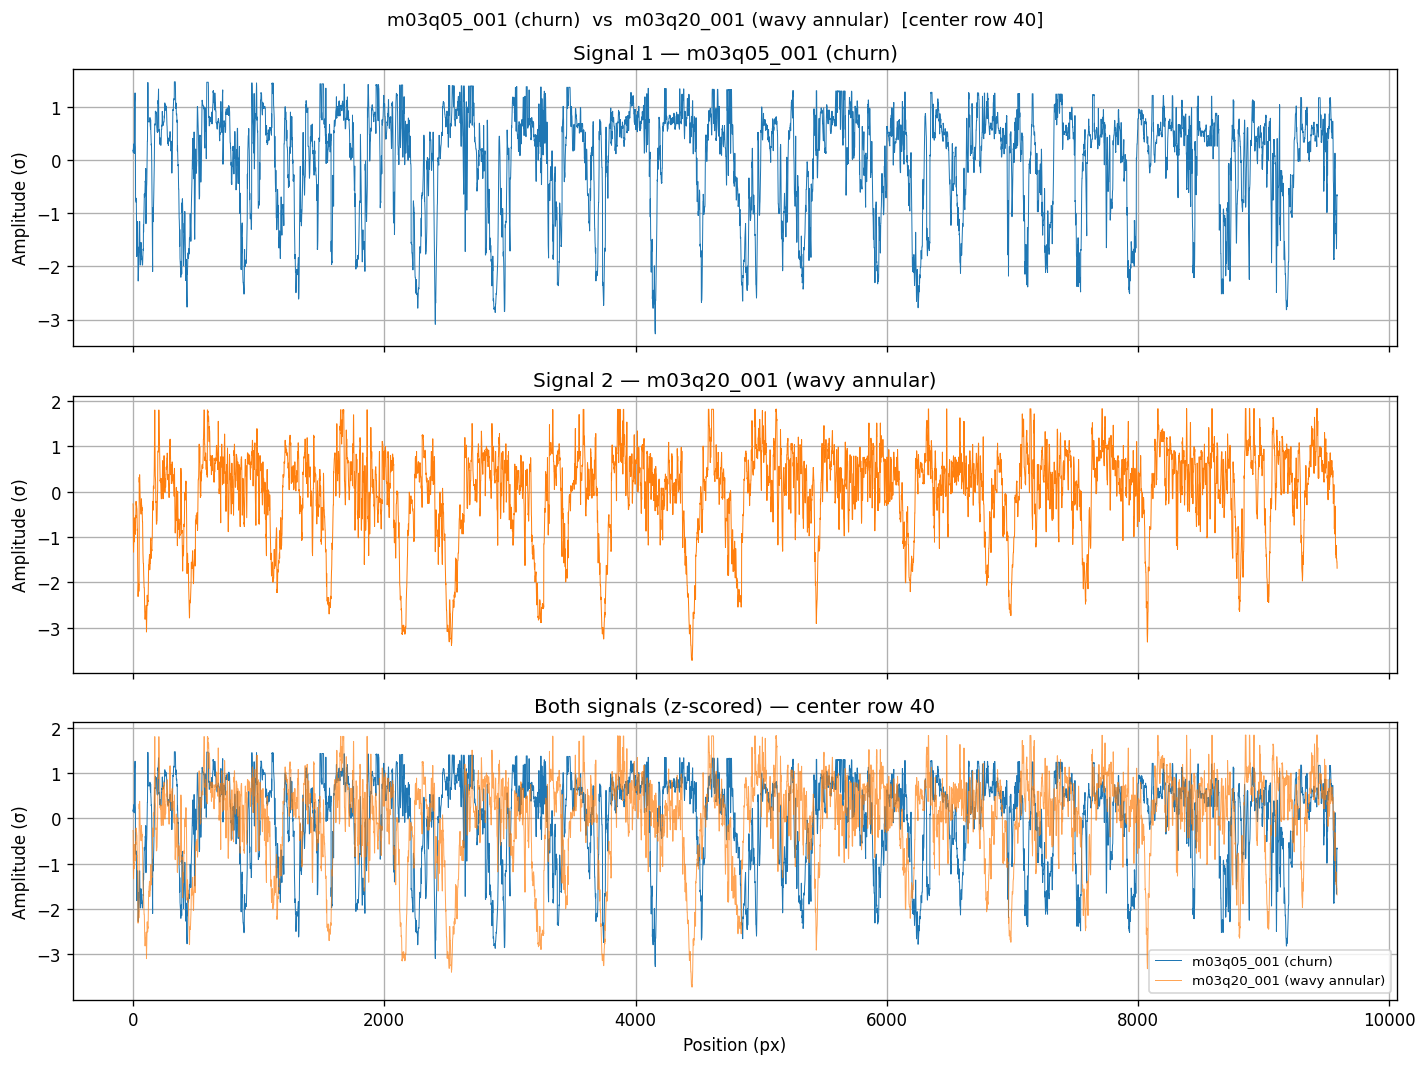 m03q05_001 (churn)  vs  m03q20_001 (wavy annular)  [center row 40]
Signal 1 — m03q05_001 (churn)
Amplitude (σ)
1
0
−1
−2
−3
Signal 2 — m03q20_001 (wavy annular)
Amplitude (σ)
2
1
0
−1
−2
−3
Both signals (z-scored) — center row 40
Amplitude (σ)
2
1
0
−1
−2
−3
m03q05_001 (churn)
m03q20_001 (wavy annular)
0 2000 4000 6000 8000 10000
Position (px)